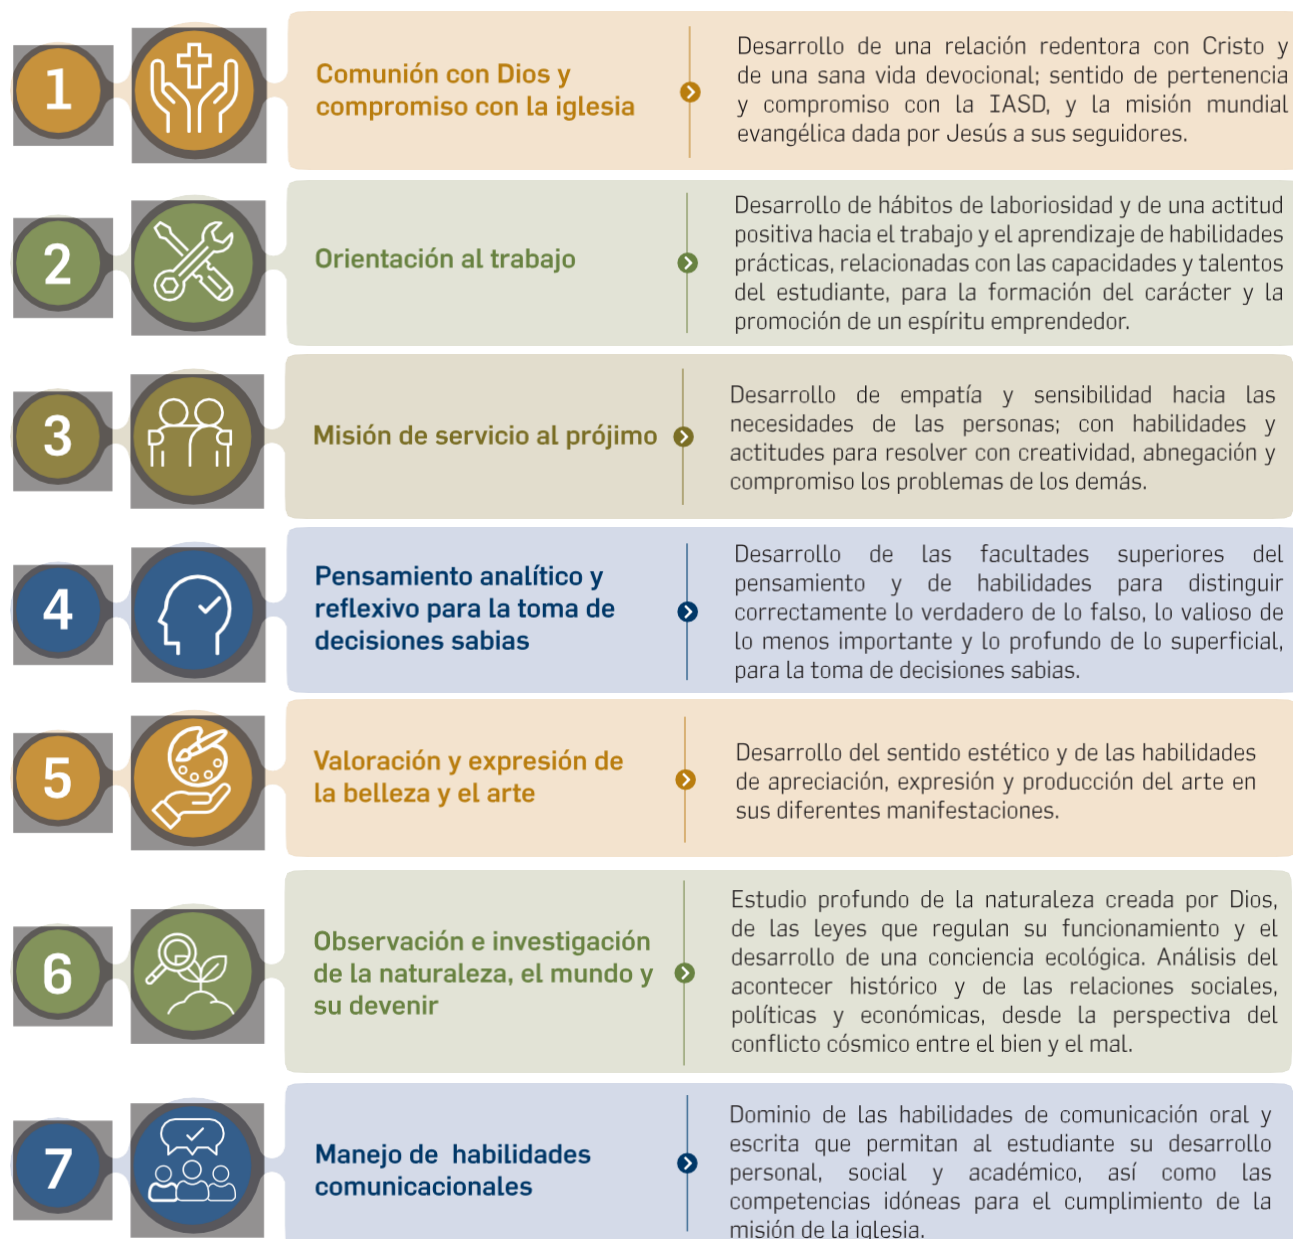 1
Comunión con Dios y
compromiso con la iglesia
Desarrollo de una relación redentora con Cristo y
de una sana vida devocional; sentido de pertenencia
y compromiso con la IASD, y la misión mundial
evangélica dada por Jesús a sus seguidores.
2
Orientación al trabajo
Desarrollo de hábitos de laboriosidad y de una actitud
positiva hacia el trabajo y el aprendizaje de habilidades
prácticas, relacionadas con las capacidades y talentos
del estudiante, para la formación del carácter y la
promoción de un espíritu emprendedor.
3
Misión de servicio al prójimo
Desarrollo de empatía y sensibilidad hacia las
necesidades de las personas; con habilidades y
actitudes para resolver con creatividad, abnegación y
compromiso los problemas de los demás.
4
Pensamiento analítico y
reflexivo para la toma de
decisiones sabias
Desarrollo de las facultades superiores del
pensamiento y de habilidades para distinguir
correctamente lo verdadero de lo falso, lo valioso de
lo menos importante y lo profundo de lo superficial,
para la toma de decisiones sabias.
5
Valoración y expresión de
la belleza y el arte
Desarrollo del sentido estético y de las habilidades
de apreciación, expresión y producción del arte en
sus diferentes manifestaciones.
6
Observación e investigación
de la naturaleza, el mundo y
su devenir
Estudio profundo de la naturaleza creada por Dios,
de las leyes que regulan su funcionamiento y el
desarrollo de una conciencia ecológica. Análisis del
acontecer histórico y de las relaciones sociales,
políticas y económicas, desde la perspectiva del
conflicto cósmico entre el bien y el mal.
7
Manejo de habilidades
comunicacionales
Dominio de las habilidades de comunicación oral y
escrita que permitan al estudiante su desarrollo
personal, social y académico, así como las
competencias idóneas para el cumplimiento de la
misión de la iglesia.